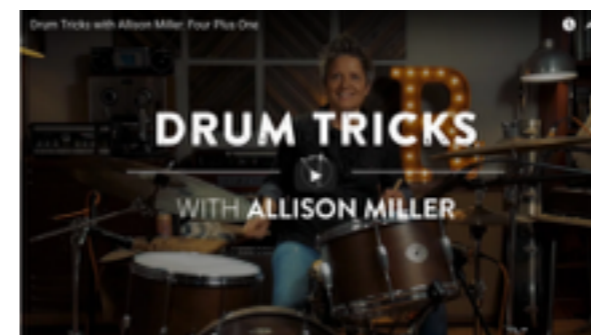 Drum Tricks with Allison Miller: Four Plus One
DRUM TRICKS
WITH ALLISON MILLER